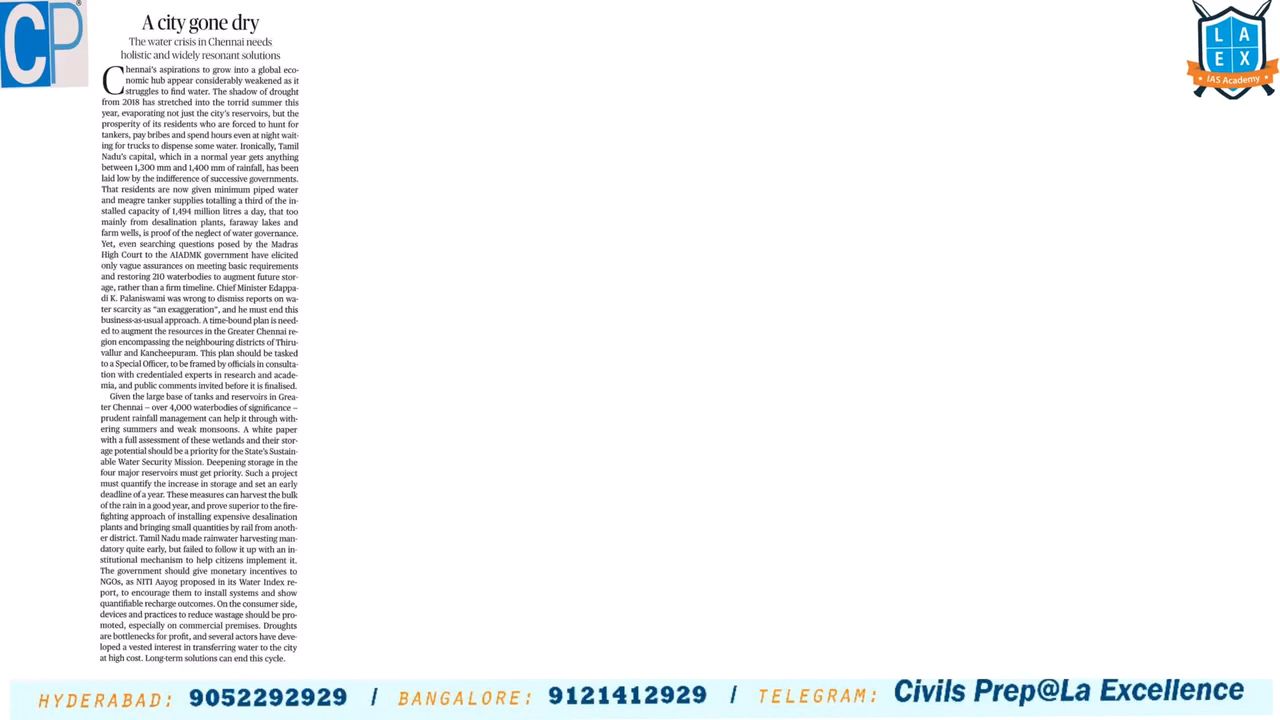 CP
®
A city gone dry
The water crisis in Chennai needs
holistic and widely resonant solutions
Chennai's aspirations to grow into a global eco-
nomic hub appear considerably weakened as it
struggles to find water. The shadow of drought
from 2018 has stretched into the torrid summer this
year, evaporating not just the city's reservoirs, but the
prosperity of its residents who are forced to hunt for
tankers, pay bribes and spend hours even at night wait-
ing for trucks to dispense some water. Ironically, Tamil
Nadu's capital, which in a normal year gets anything
between 1,300 mm and 1,400 mm of rainfall, has been
laid low by the indifference of successive governments.
That residents are now given minimum piped water
and meagre tanker supplies totalling a third of the in-
stalled capacity of 1,494 million litres a day, that too
mainly from desalination plants, faraway lakes and
farm wells, is proof of the neglect of water governance.
Yet, even searching questions posed by the Madras
High Court to the AIADMK government have elicited
only vague assurances on meeting basic requirements
and restoring 210 waterbodies to augment future stor-
age, rather than a firm timeline. Chief Minister Edappa-
di K. Palaniswami was wrong to dismiss reports on wa-
ter scarcity as “an exaggeration”, and he must end this
business-as-usual approach. A time-bound plan is need-
ed to augment the resources in the Greater Chennai re-
gion encompassing the neighbouring districts of Thiru-
vallur and Kancheepuram. This plan should be tasked
to a Special Officer, to be framed by officials in consulta-
tion with credentialed experts in research and acade-
mia, and public comments invited before it is finalised.
Given the large base of tanks and reservoirs in Grea-
ter Chennai – over 4,000 waterbodies of significance –
prudent rainfall management can help it through with-
ering summers and weak monsoons. A white paper
with a full assessment of these wetlands and their stor-
age potential should be a priority for the State's Sustain-
able Water Security Mission. Deepening storage in the
four major reservoirs must get priority. Such a project
must quantify the increase in storage and set an early
deadline of a year. These measures can harvest the bulk
of the rain in a good year, and prove superior to the fire-
fighting approach of installing expensive desalination
plants and bringing small quantities by rail from anoth-
er district. Tamil Nadu made rainwater harvesting man-
datory quite early, but failed to follow it up with an in-
stitutional mechanism to help citizens implement it.
The government should give monetary incentives to
NGOs, as NITI Aayog proposed in its Water Index re-
port, to encourage them to install systems and show
quantifiable recharge outcomes. On the consumer side,
devices and practices to reduce wastage should be pro-
moted, especially on commercial premises. Droughts
are bottlenecks for profit, and several actors have deve-
loped a vested interest in transferring water to the city
at high cost. Long-term solutions can end this cycle.
L A
E X
IAS Academy
HYDERABAD: 9052292929 / BANGALORE: 9121412929 / TELEGRAM: Civils Prep@La Excellence